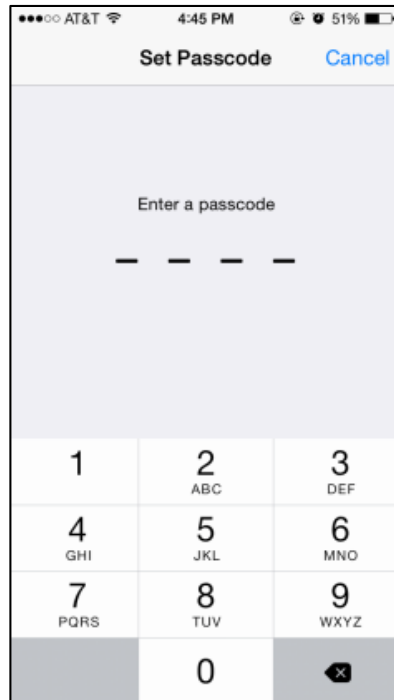 AT&T 4:45 PM 51%
Set Passcode Cancel
Enter a passcode
1 2 3
ABC DEF
4 5 6
GHI JKL MNO
7 8 9
PQRS TUV WXYZ
0